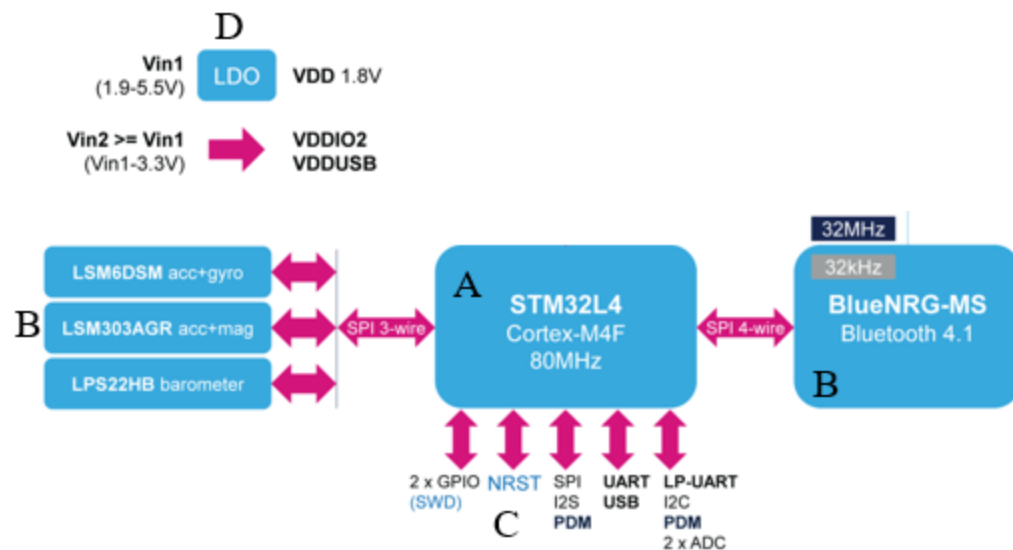 D
Vin1
(1.9-5.5V)
LDO
VDD 1.8V
Vin2 >= Vin1
(Vin1-3.3V)
VDDIO2
VDDUSB
32MHz
32kHz
LSM6DSM acc+gyro
B
LSM303AGR acc+mag
LPS22HB barometer
SPI 3-wire
A
STM32L4
Cortex-M4F
80MHz
SPI 4-wire
BlueNRG-MS
Bluetooth 4.1
B
2 x GPIO
(SWD)
NRST
C
SPI
I2S
PDM
UART
USB
LP-UART
I2C
PDM
2 x ADC